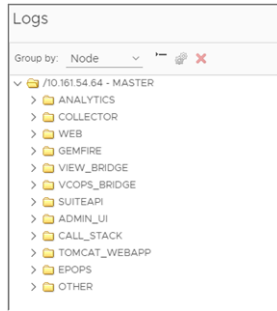 Logs
Group by: Node
/10.161.54.64 - MASTER
ANALYTICS
COLLECTOR
WEB
GEMFIRE
VIEW_BRIDGE
VCOPS_BRIDGE
SUITEAPI
ADMIN_UI
CALL_STACK
TOMCAT_WEBAPP
EPOPS
OTHER